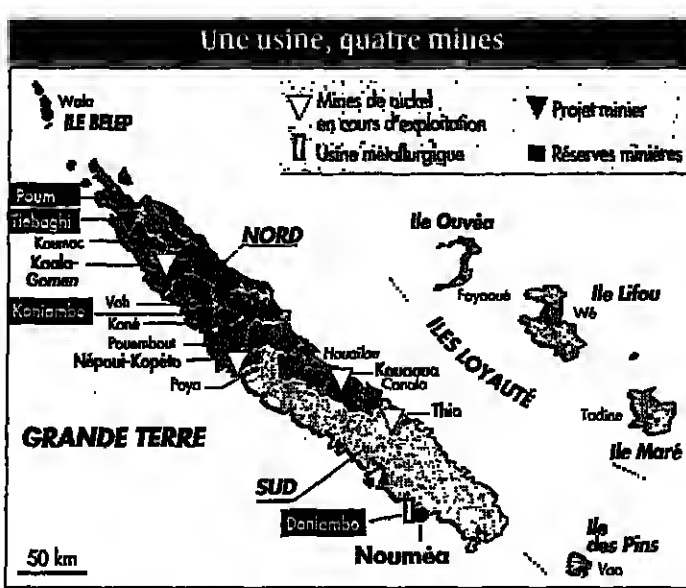 Une usine, quatre mines
Wala
ILE BELEP
Mines de nickel
en cours d'exploitation
Usine métallurgique
Projet minier
Réserves minières
Poum
Tiebaghi
Koumac
Kaala-
Gomen
NORD
Voh
Koniambo
Koné
Pouembout
Népoui-Kopéto
Poya
Houaïlou
Kouaoua
Canala
Thio
Ile Ouvéa
Fayaoué
Ile Lifou
Wé
ILES LOYAUTÉ
Tadine
Ile Maré
GRANDE TERRE
SUD
Doniambo
Nouméa
Ile
des Pins
Vao
50 km